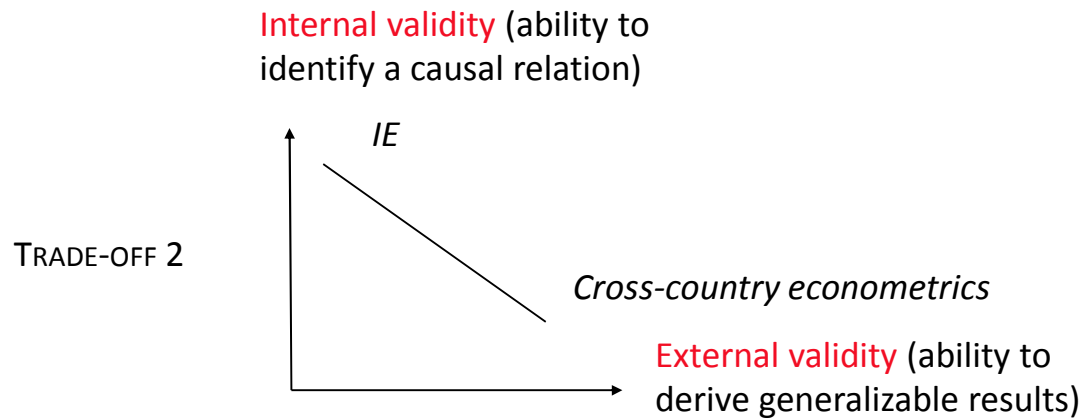 Internal validity (ability to
identify a causal relation)
IE
TRADE-OFF 2
Cross-country econometrics
External validity (ability to
derive generalizable results)